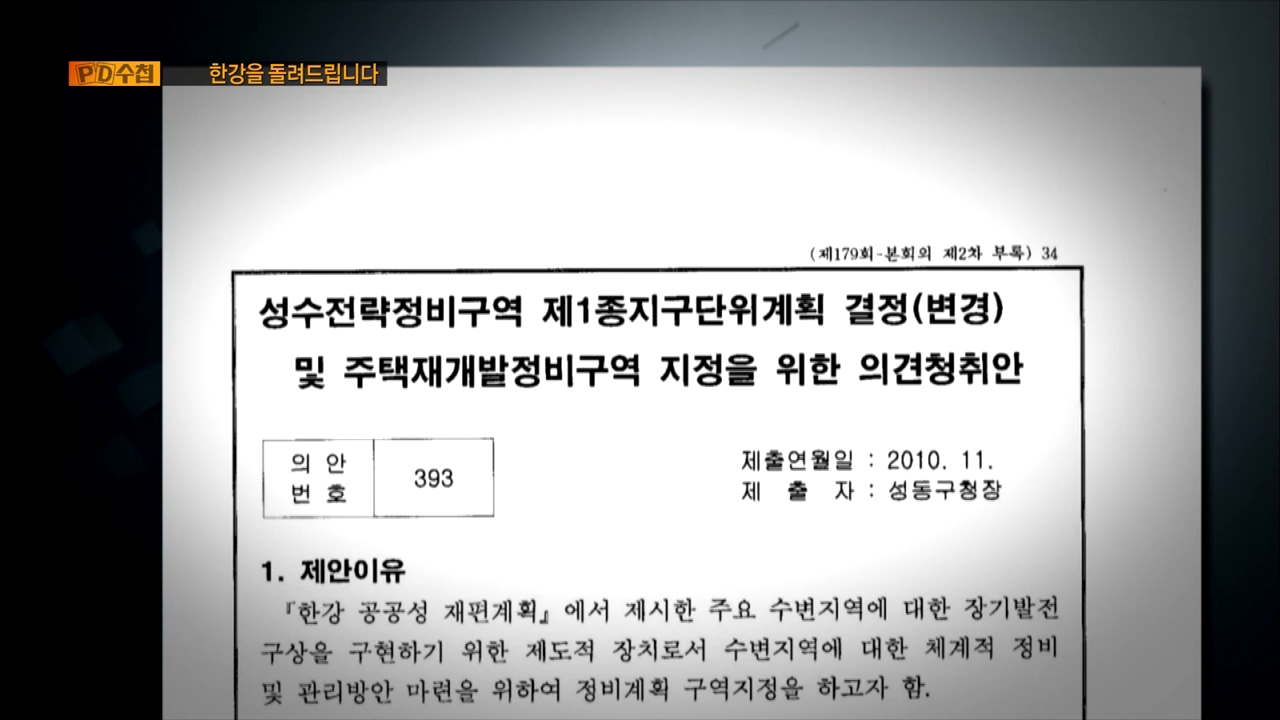 PD수첩 한강을 돌려드립니다
(제179회-본회의 제2차 부록) 34
성수전략정비구역 제1종지구단위계획 결정(변경)
및 주택재개발정비구역 지정을 위한 의견청취안
의 안
번 호
393
제출연월일 : 2010. 11.
제 출 자 : 성동구청장
1. 제안이유
『한강 공공성 재편계획』에서 제시한 주요 수변지역에 대한 장기발전
구상을 구현하기 위한 제도적 장치로서 수변지역에 대한 체계적 정비
및 관리방안 마련을 위하여 정비계획 구역지정을 하고자 함.